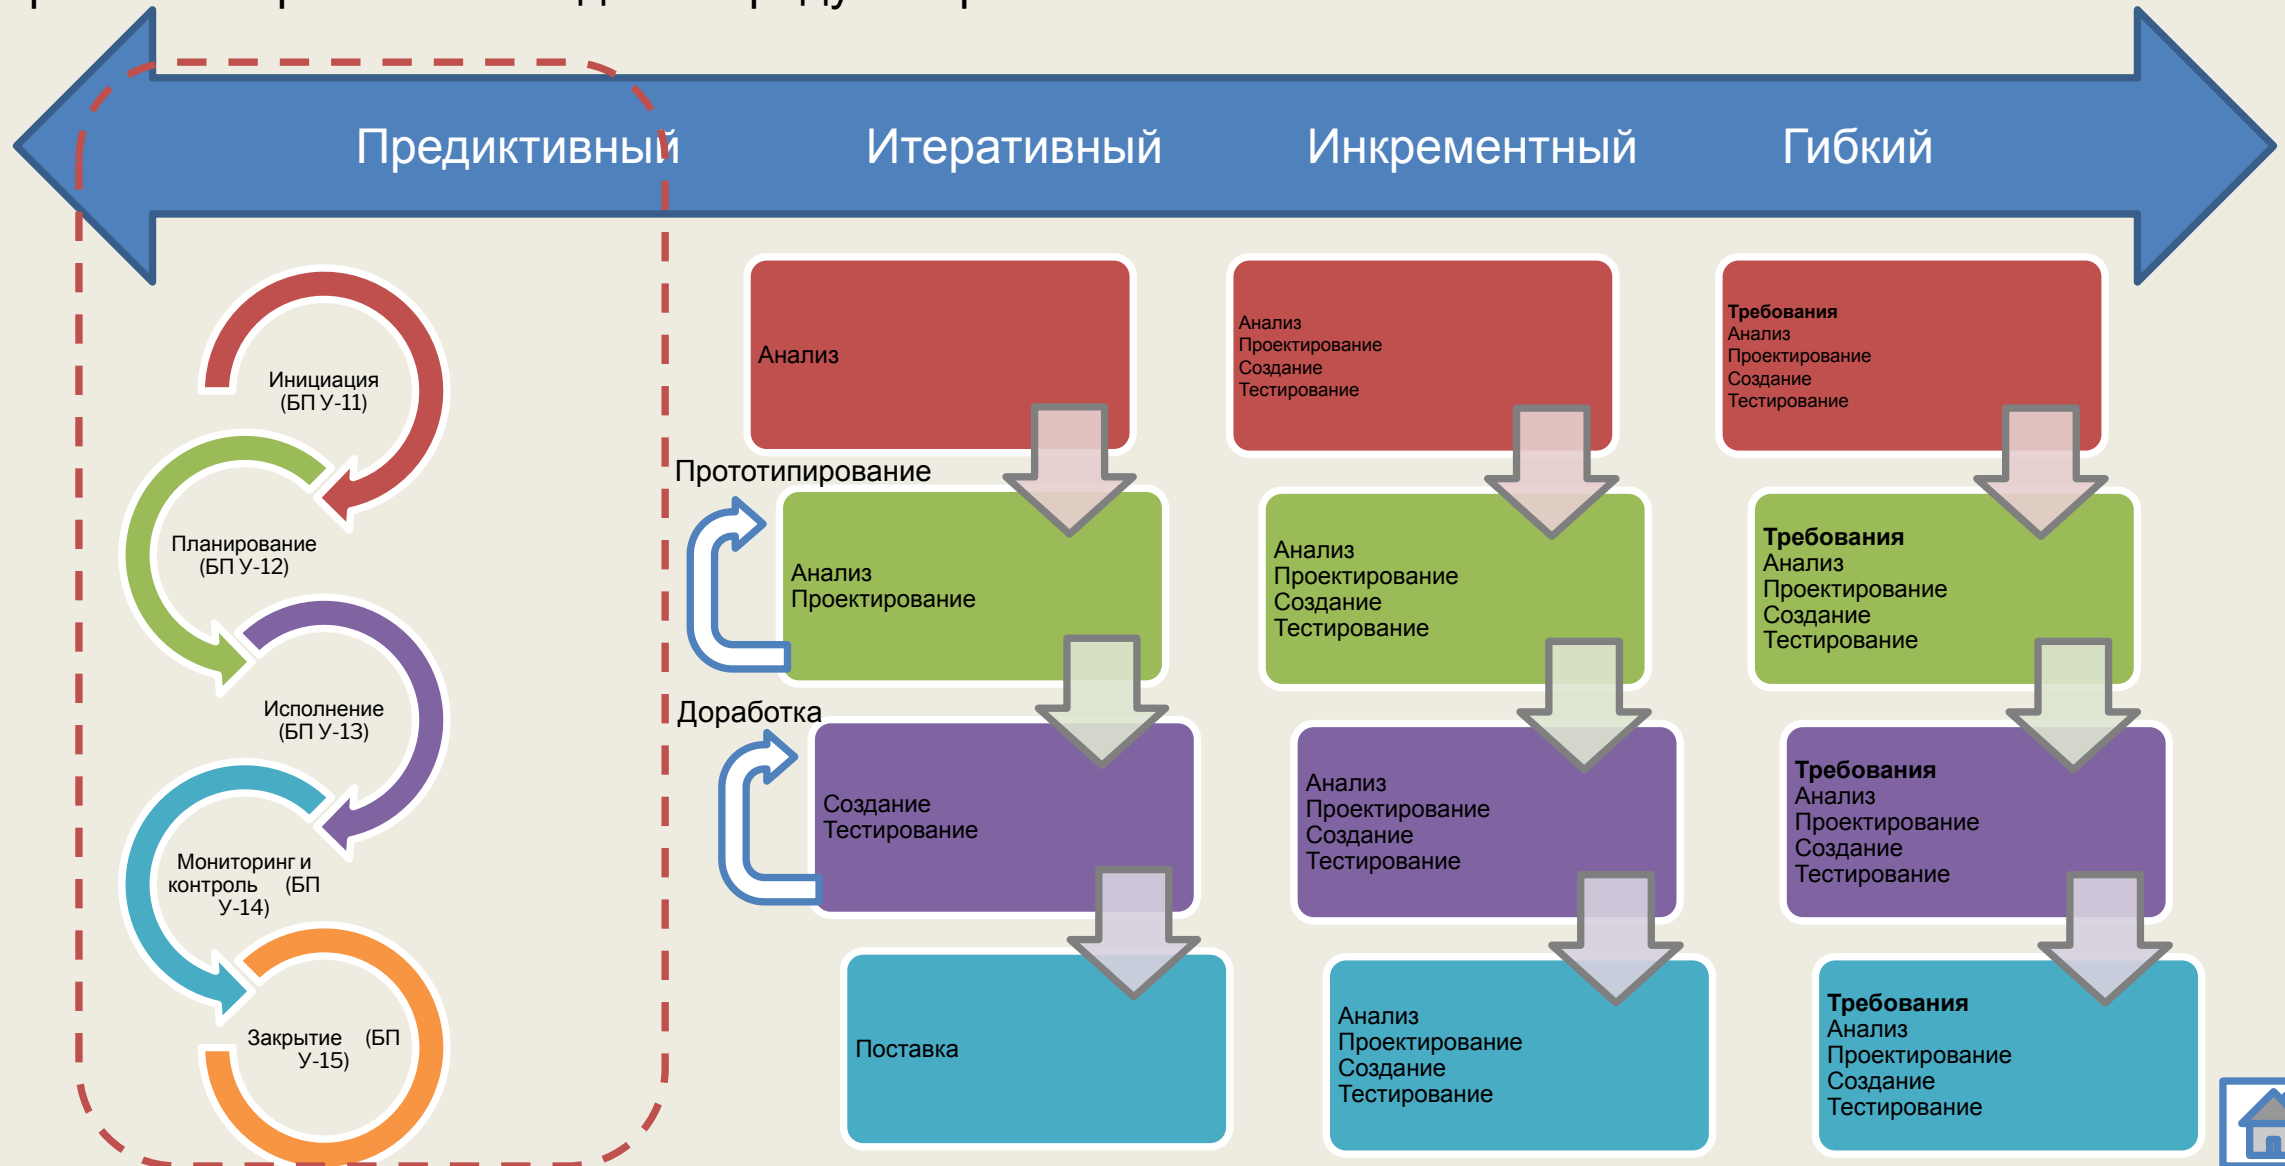 Предиктивный
Итеративный
Инкрементный
Гибкий
Инициация
(БП У-11)
Планирование
(БП У-12)
Исполнение
(БП У-13)
Мониторинг и
контроль (БП
У-14)
Закрытие (БП
У-15)
Анализ
Прототипирование
Анализ
Проектирование
Доработка
Создание
Тестирование
Поставка
Анализ
Проектирование
Создание
Тестирование
Анализ
Проектирование
Создание
Тестирование
Анализ
Проектирование
Создание
Тестирование
Анализ
Проектирование
Создание
Тестирование
Требования
Анализ
Проектирование
Создание
Тестирование
Требования
Анализ
Проектирование
Создание
Тестирование
Требования
Анализ
Проектирование
Создание
Тестирование
Требования
Анализ
Проектирование
Создание
Тестирование